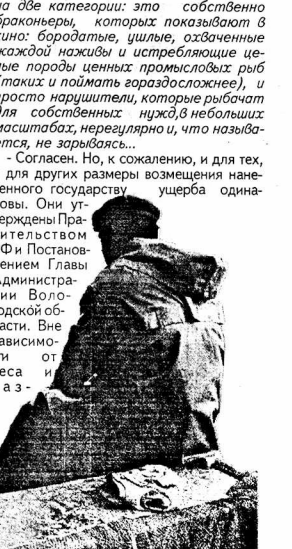 на две категории: это собственно
браконьеры, которых показывают в
кино: бородатые, ушлые, охваченные
жаждой наживы и истребляющие це-
лые породы ценных промысловых рыб
(таких и поймать гораздосложнее), и
просто нарушители, которые рыбачат
для собственных нужд, в небольших
масштабах, нерегулярно и, что называ-
ется, не зарываясь...
- Согласен. Но, к сожалению, и для тех,
и для других размеры возмещения нане-
сенного государству ущерба одина-
ковы. Они ут-
верждены Пра-
вительством
РФ и Постанов-
лением Главы
Администра-
ции Воло-
годской об-
ласти. Вне
зависимо-
сти от
веса и
раз-